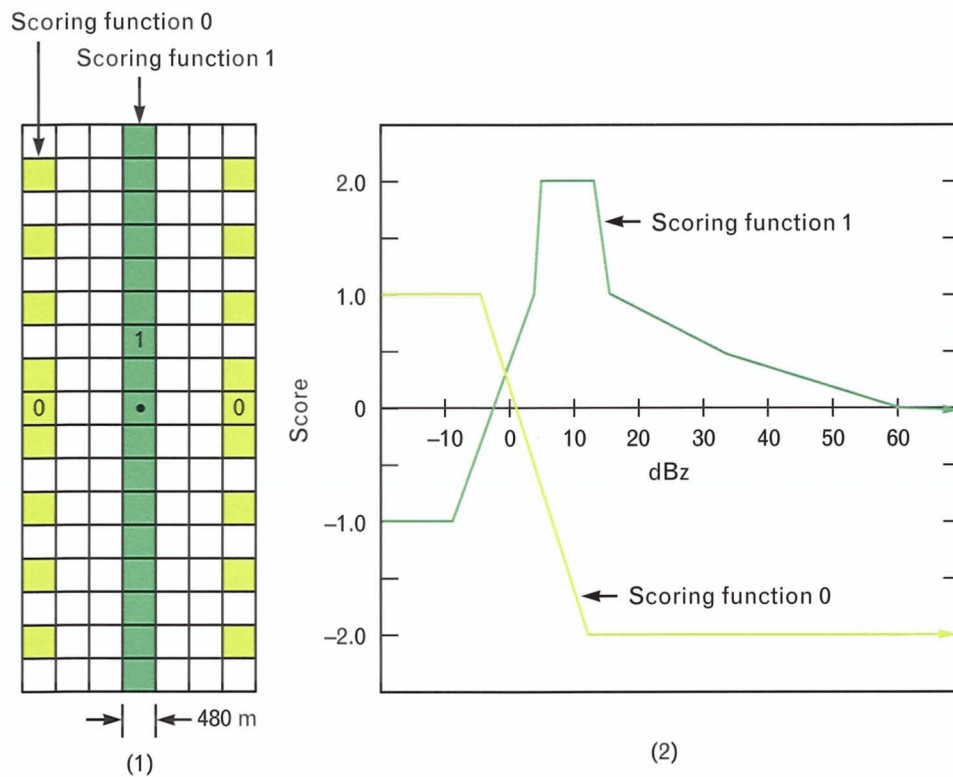 Scoring function 0
Scoring function 1
1
0
0
480 m
(1)
2.0
1.0
0
–1.0
–2.0
Score
Scoring function 1
–10 0 10 20 30 40 50 60
dBz
Scoring function 0
(2)